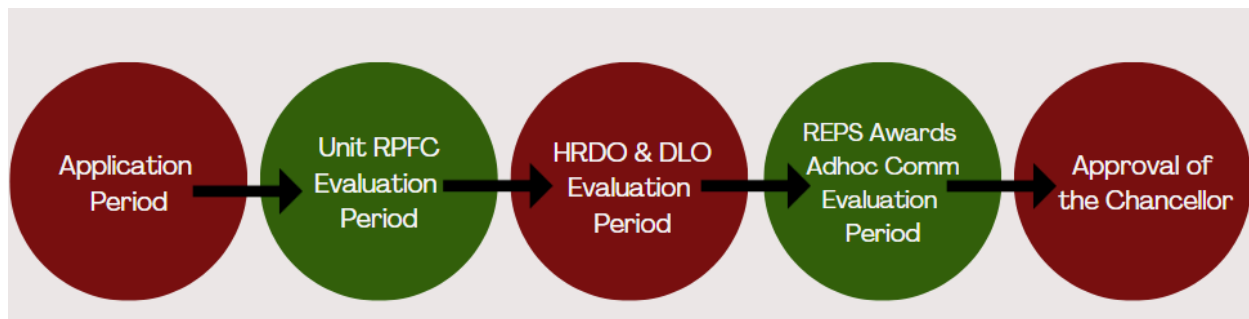 Application
Period
Unit RPFC
Evaluation
Period
HRDO & DLO
Evaluation
Period
REPS Awards
Adhoc Comm
Evaluation
Period
Approval of
the Chancellor